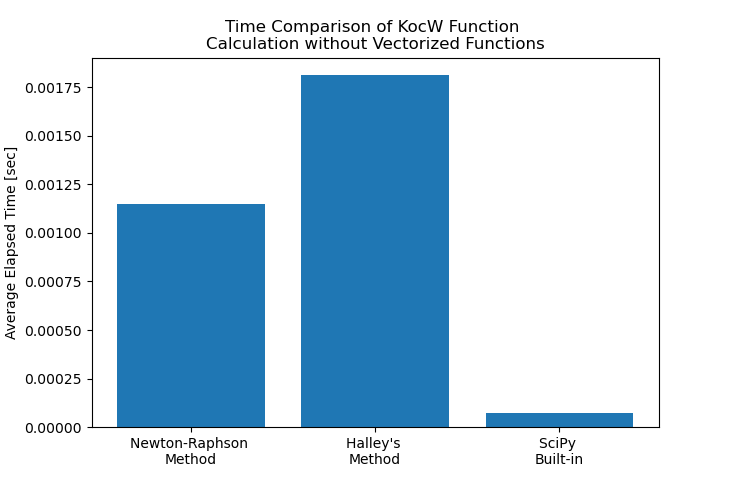 Time Comparison of KocW Function
Calculation without Vectorized Functions
Average Elapsed Time [sec]
0.00175
0.00150
0.00125
0.00100
0.00075
0.00050
0.00025
0.00000
Newton-Raphson
Method
Halley's
Method
SciPy
Built-in